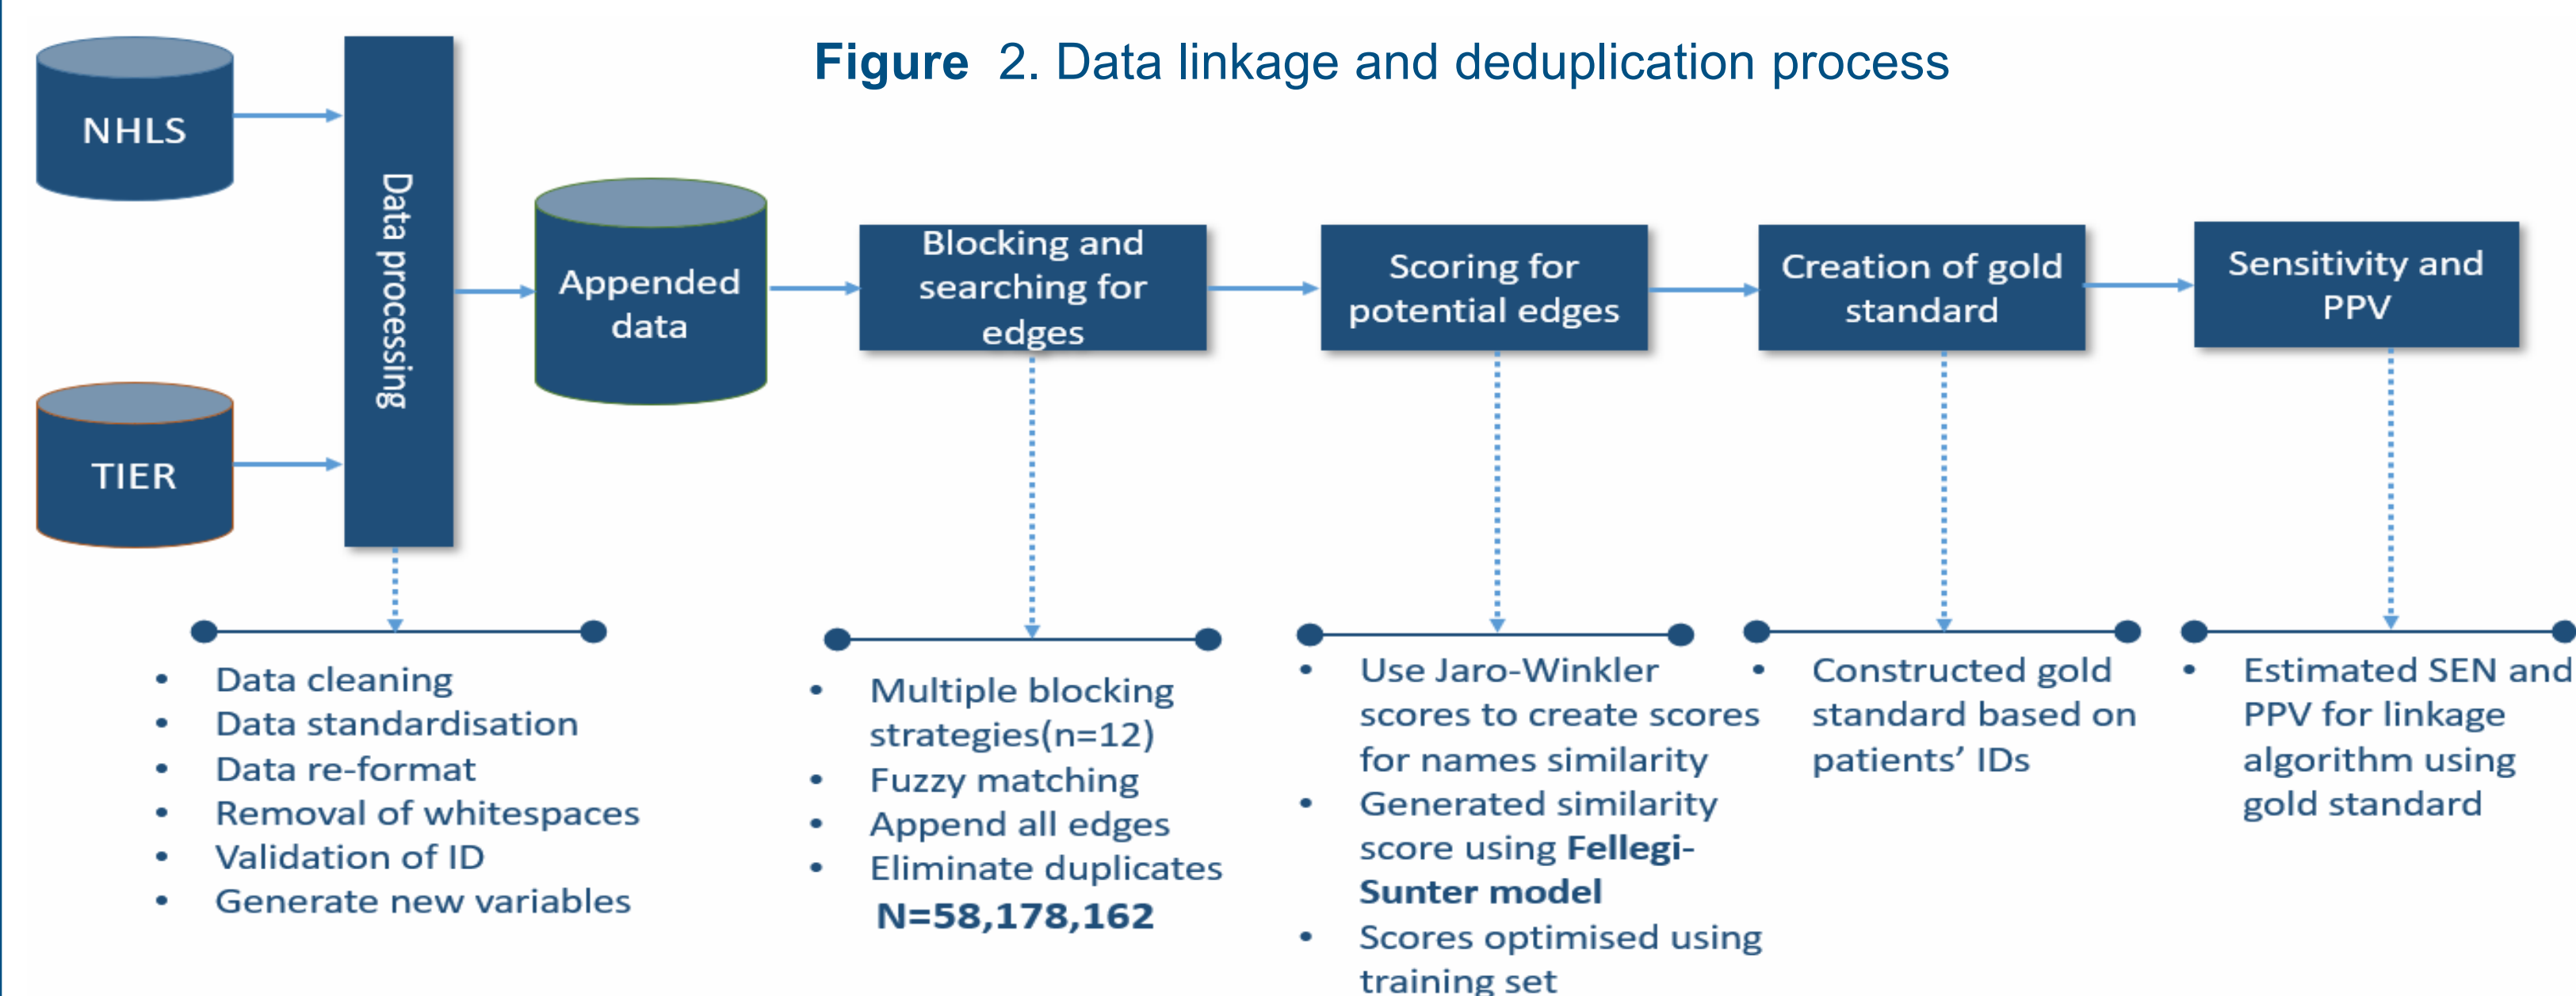 Figure 2. Data linkage and deduplication process
NHLS
TIER
Data processing
Appended
data
Blocking and
searching for
edges
Scoring for
potential edges
Creation of gold
standard
Sensitivity and
PPV
• Data cleaning
• Data standardisation
• Data re-format
• Removal of whitespaces
• Validation of ID
• Generate new variables
• Multiple blocking
strategies(n=12)
• Fuzzy matching
• Append all edges
• Eliminate duplicates
N=58,178,162
• Use Jaro-Winkler
scores to create scores
for names similarity
• Generated similarity
score using Fellegi-
Sunter model
• Scores optimised using
training set
• Constructed gold
standard based on
patients’ IDs
• Estimated SEN and
PPV for linkage
algorithm using
gold standard